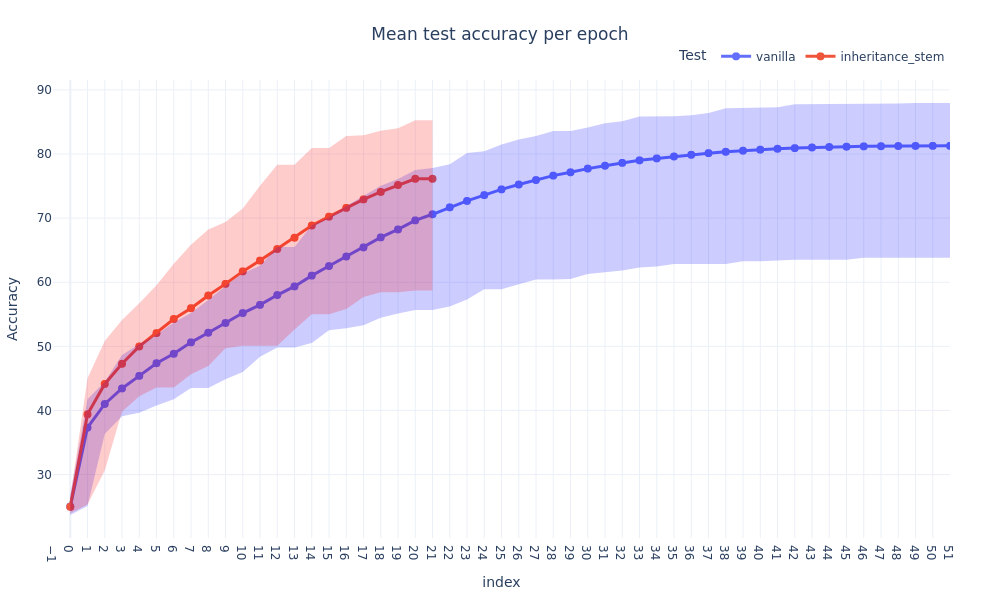 Mean test accuracy per epoch
Test vanilla inheritance_stem
Accuracy
90
80
70
60
50
40
30
−1 0 1 2 3 4 5 6 7 8 9 10 11 12 13 14 15 16 17 18 19 20 21 22 23 24 25 26 27 28 29 30 31 32 33 34 35 36 37 38 39 40 41 42 43 44 45 46 47 48 49 50 51
index